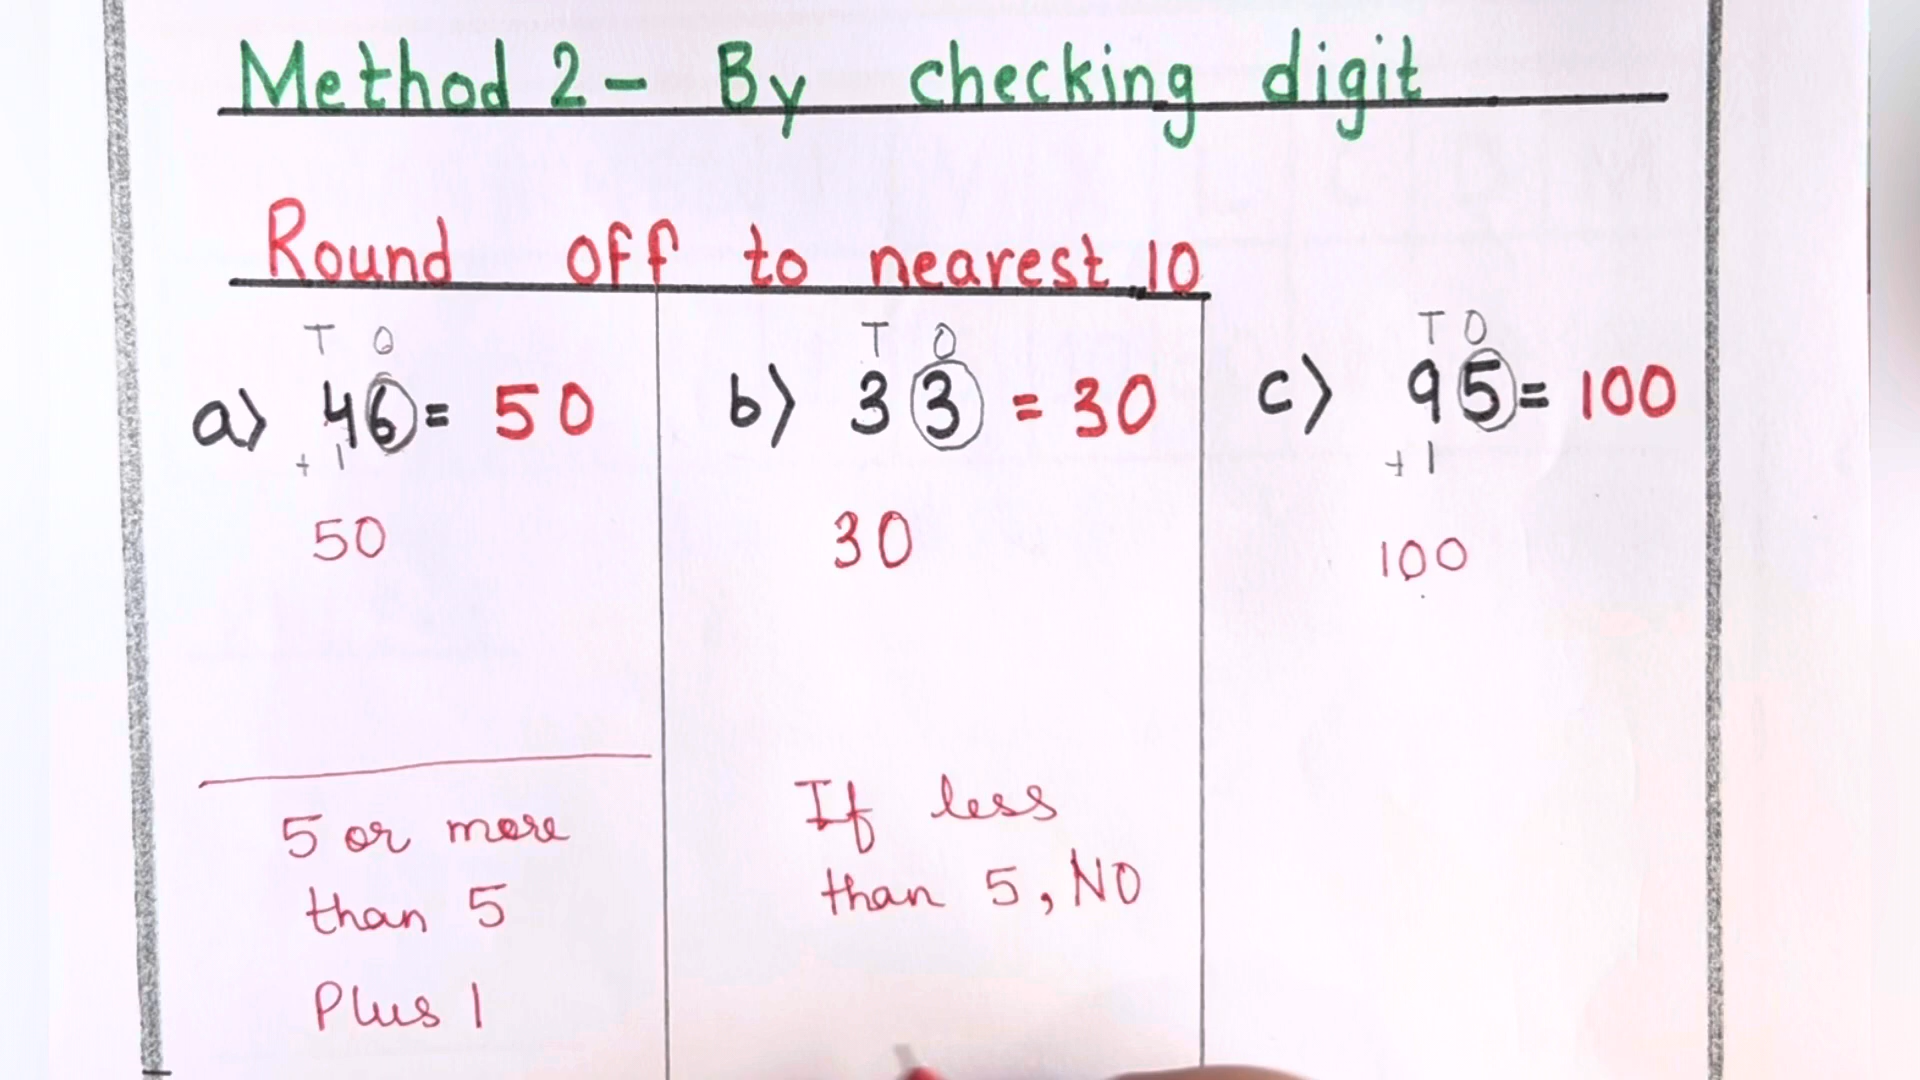 Method 2- By checking digit
Round off to nearest 10
T O
a) 46 = 50
+ 1
50
5 or more
than 5
Plus 1
T O
b) 33 = 30
30
If less
than 5, NO
T O
c) 95 = 100
+ 1
100